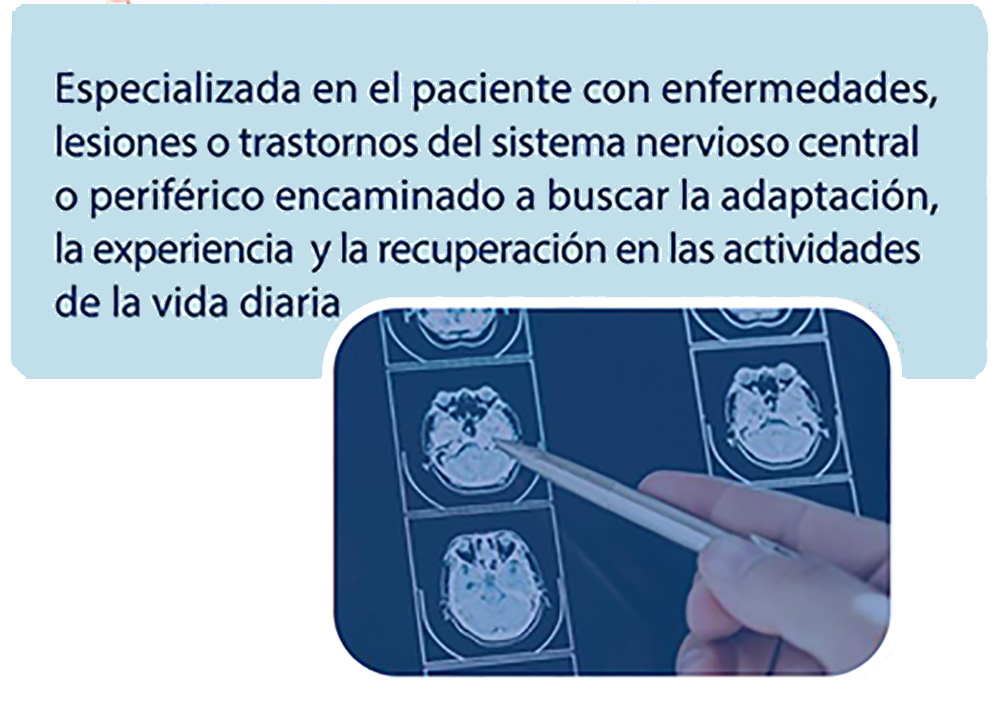 Especializada en el paciente con enfermedades,
lesiones o trastornos del sistema nervioso central
o periférico encaminado a buscar la adaptación,
la experiencia y la recuperación en las actividades
de la vida diaria